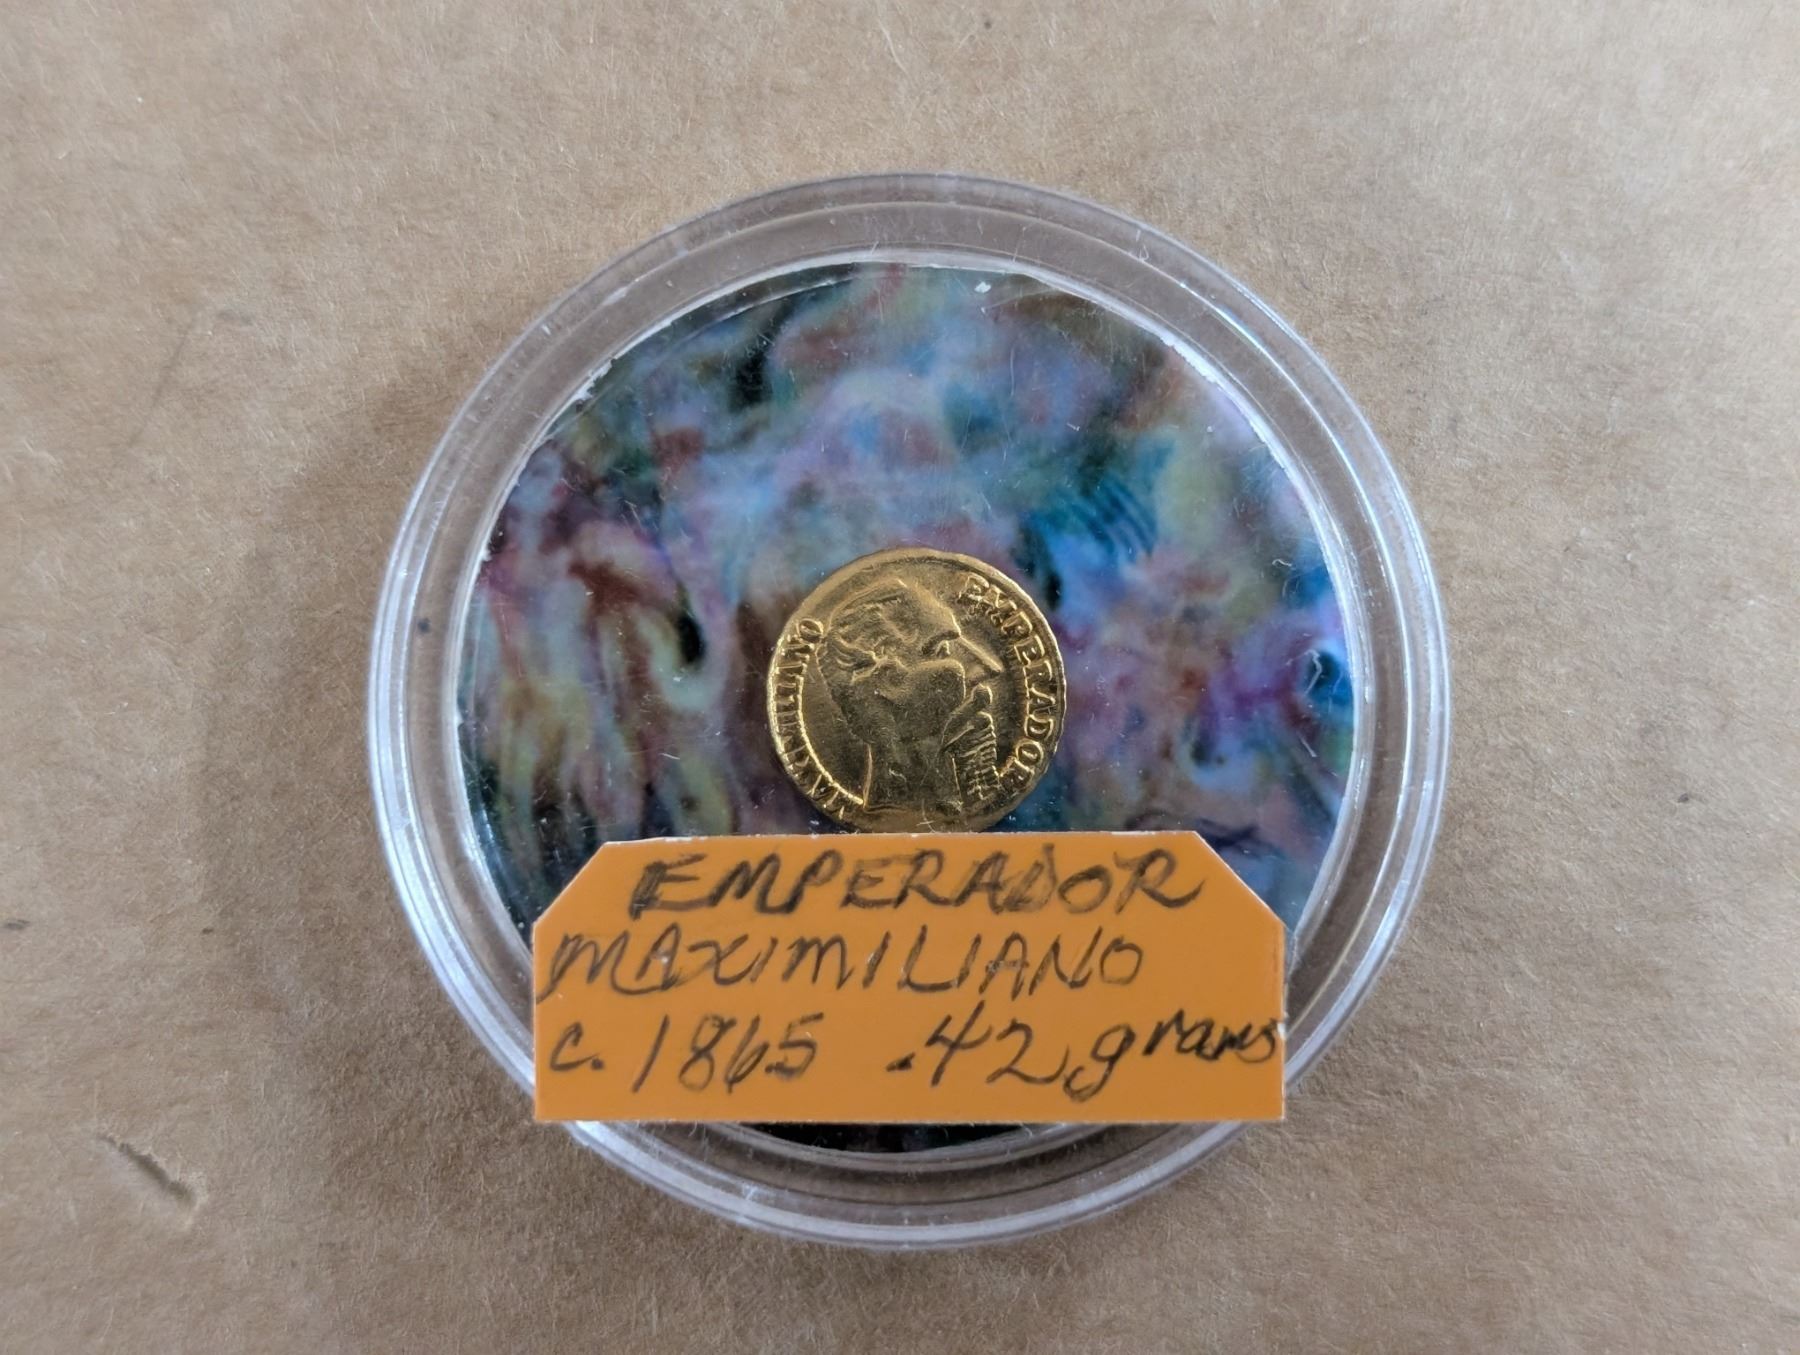 MAXIMILIANO EMPERADOR
EMPERADOR
MAXIMILIANO
c. 1865 .42 grams